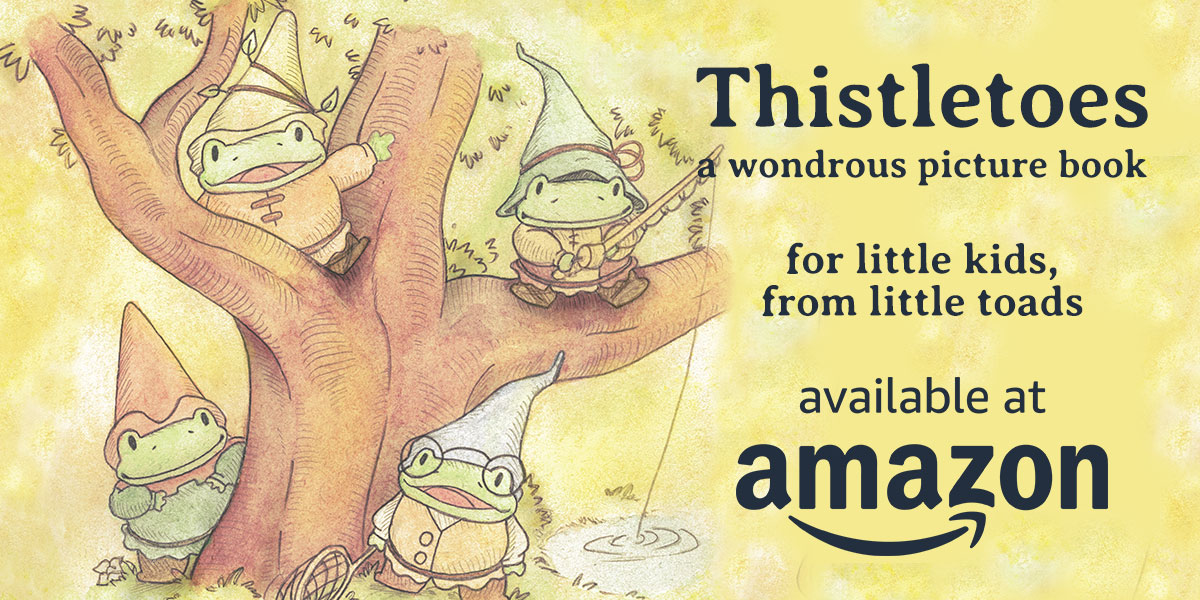 Thistletoes
a wondrous picture book
for little kids,
from little toads
available at
amazon